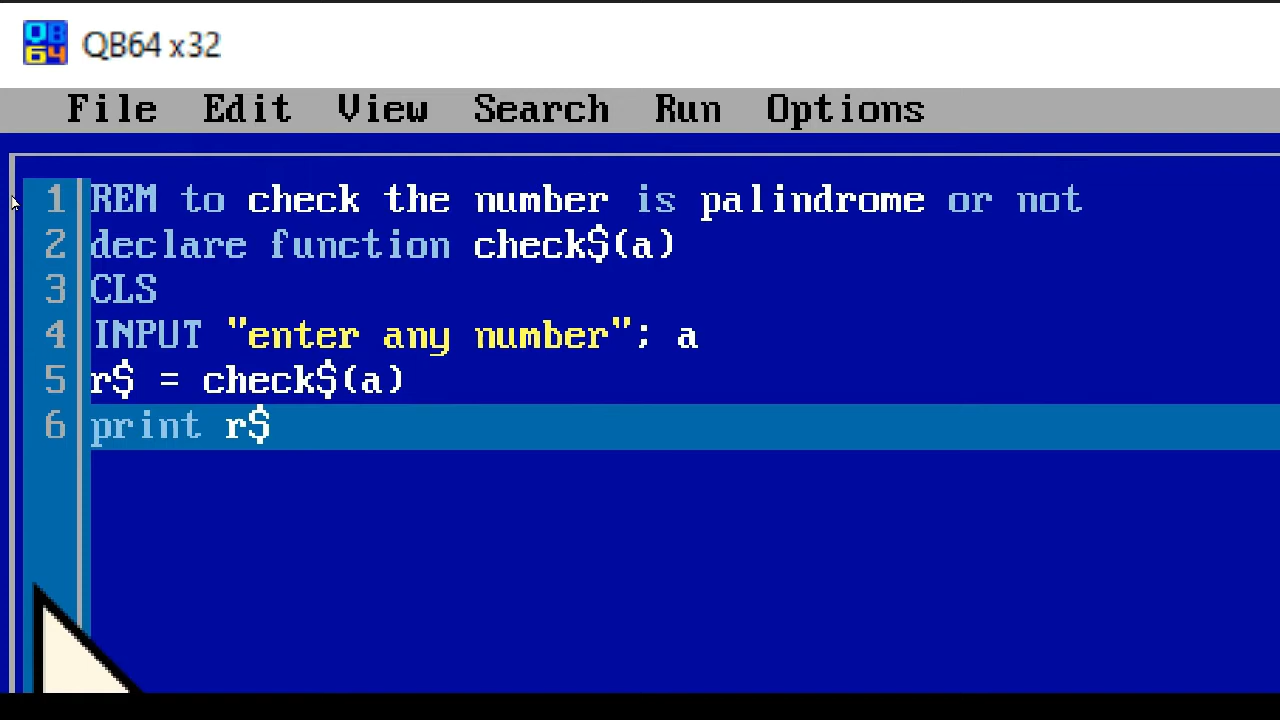 QB64 x32
File Edit View Search Run Options
1 REM to check the number is palindrome or not
2 declare function check$(a)
3 CLS
4 INPUT "enter any number"; a
5 r$ = check$(a)
6 print r$